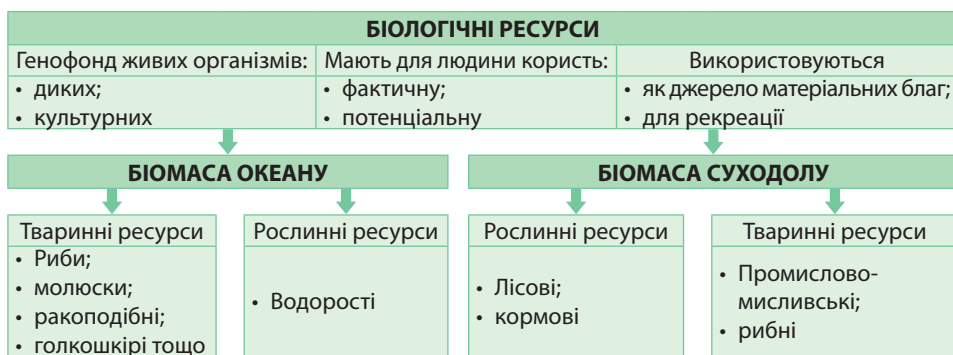 БІОЛОГІЧНІ РЕСУРСИ
Генофонд живих організмів:
• диких;
• культурних
Мають для людини користь:
• фактичну;
• потенціальну
Використовуються
• як джерело матеріальних благ;
• для рекреації
БІОМАСА ОКЕАНУ
Тваринні ресурси
• Риби;
• молюски;
• ракоподібні;
• голкошкірі тощо
Рослинні ресурси
• Водорості
БІОМАСА СУХОДОЛУ
Рослинні ресурси
• Лісові;
• кормові
Тваринні ресурси
• Промислово-
мисливські;
• рибні